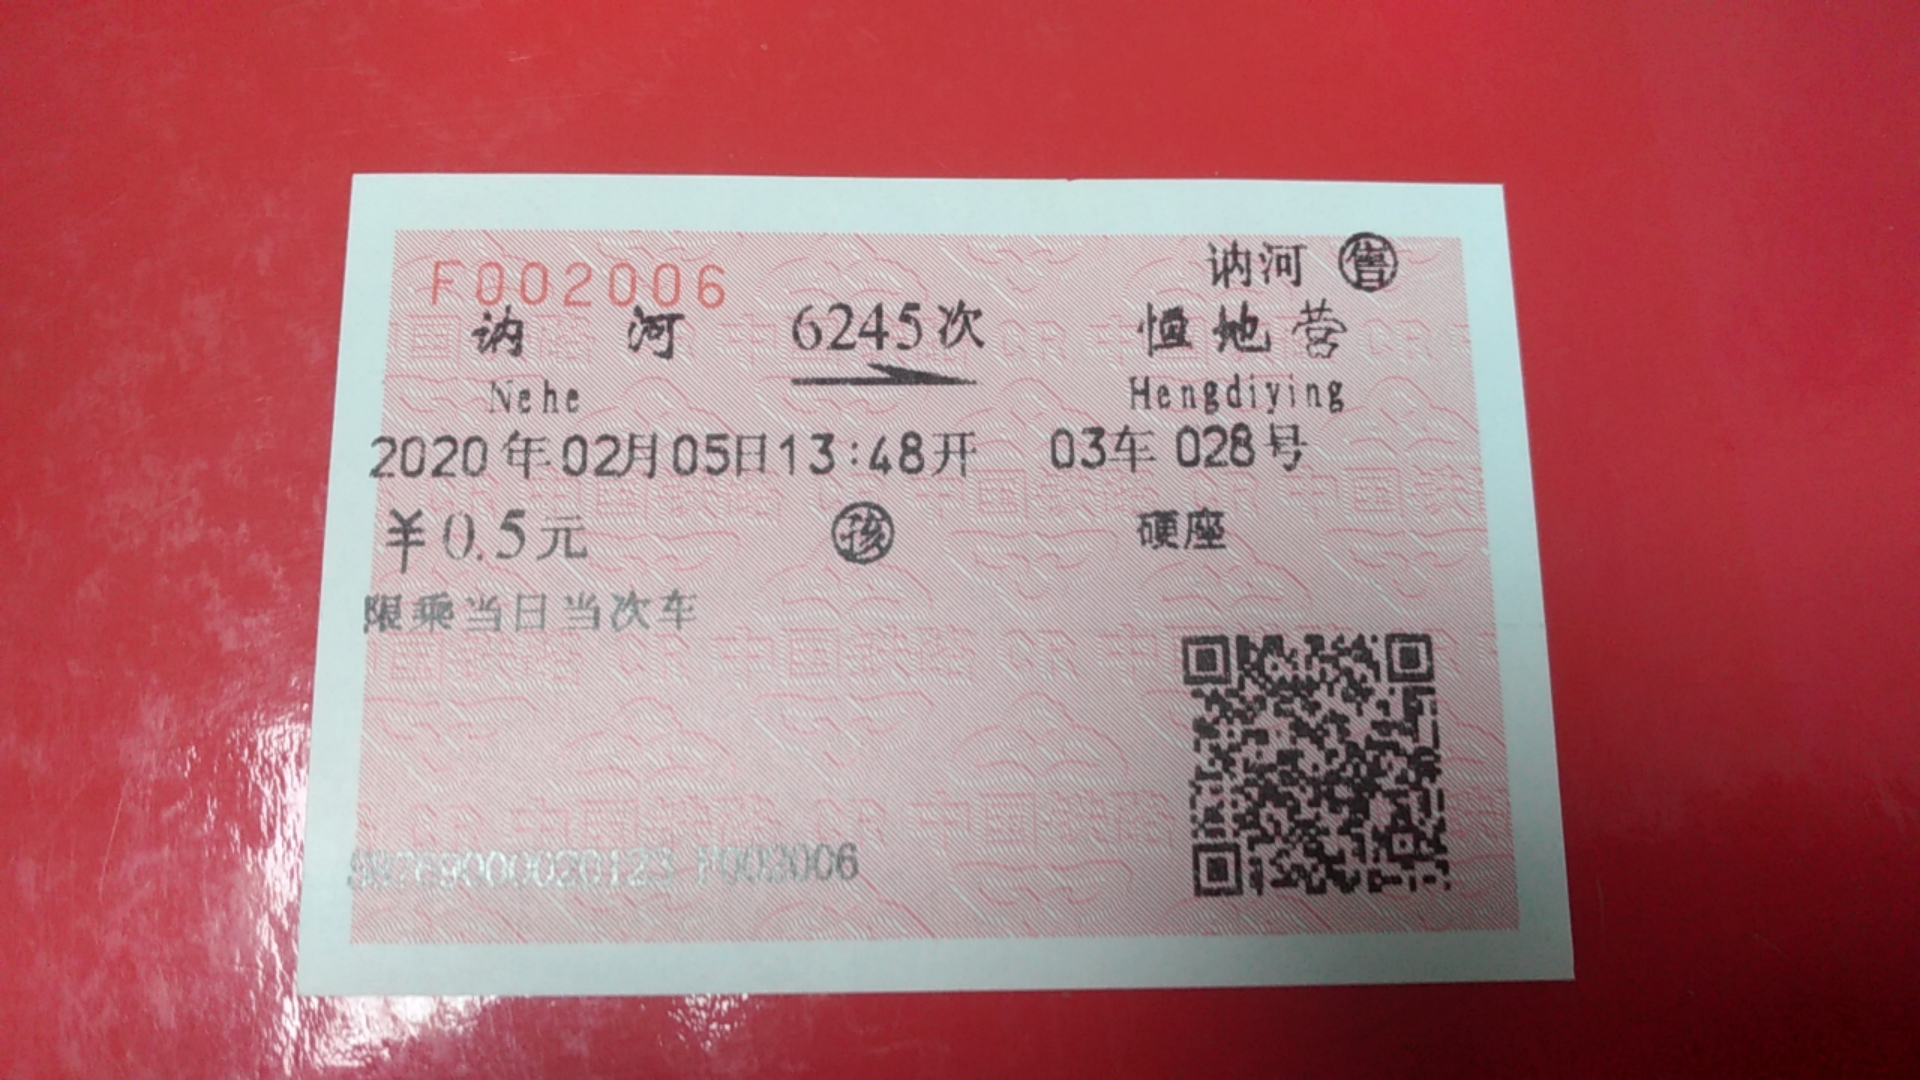 讷河 售
F002006
讷河 6245次 恒地营
Nehe Hengdiying
2020年02月05日13:48开 03车028号
￥0.5元 孩 硬座
限乘当日当次车
98769000020123 F002006